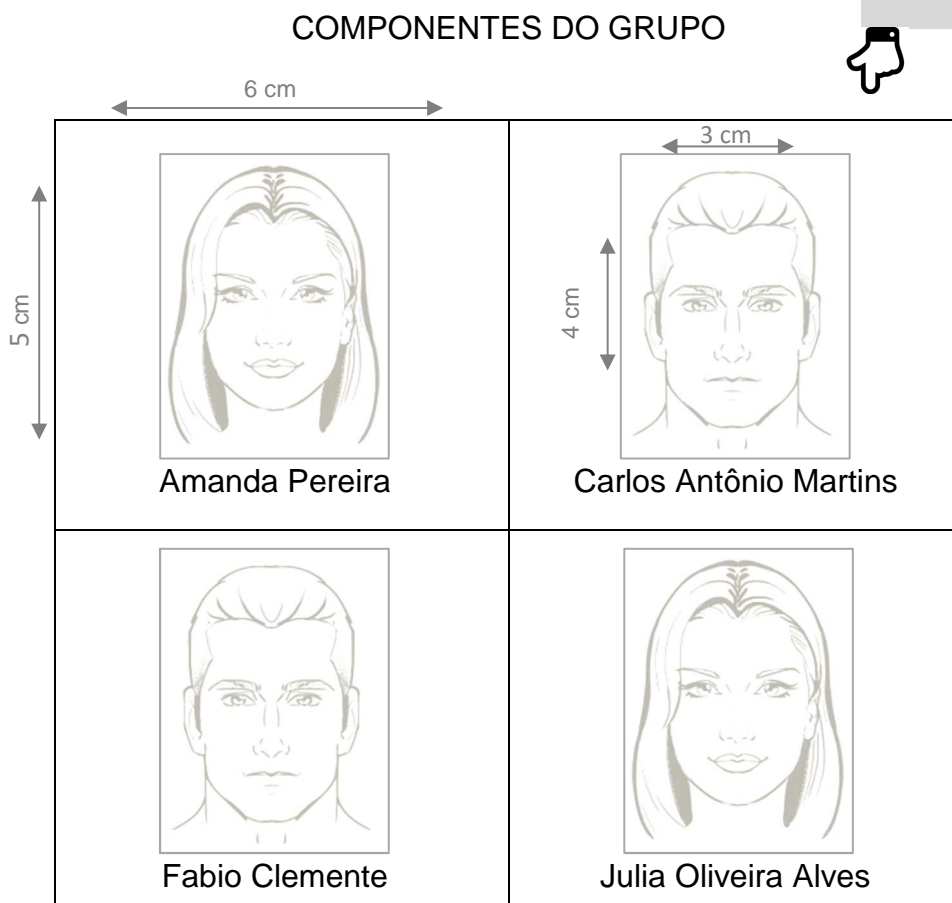 COMPONENTES DO GRUPO
6 cm
3 cm
5 cm
4 cm
Amanda Pereira
Carlos Antônio Martins
Fabio Clemente
Julia Oliveira Alves